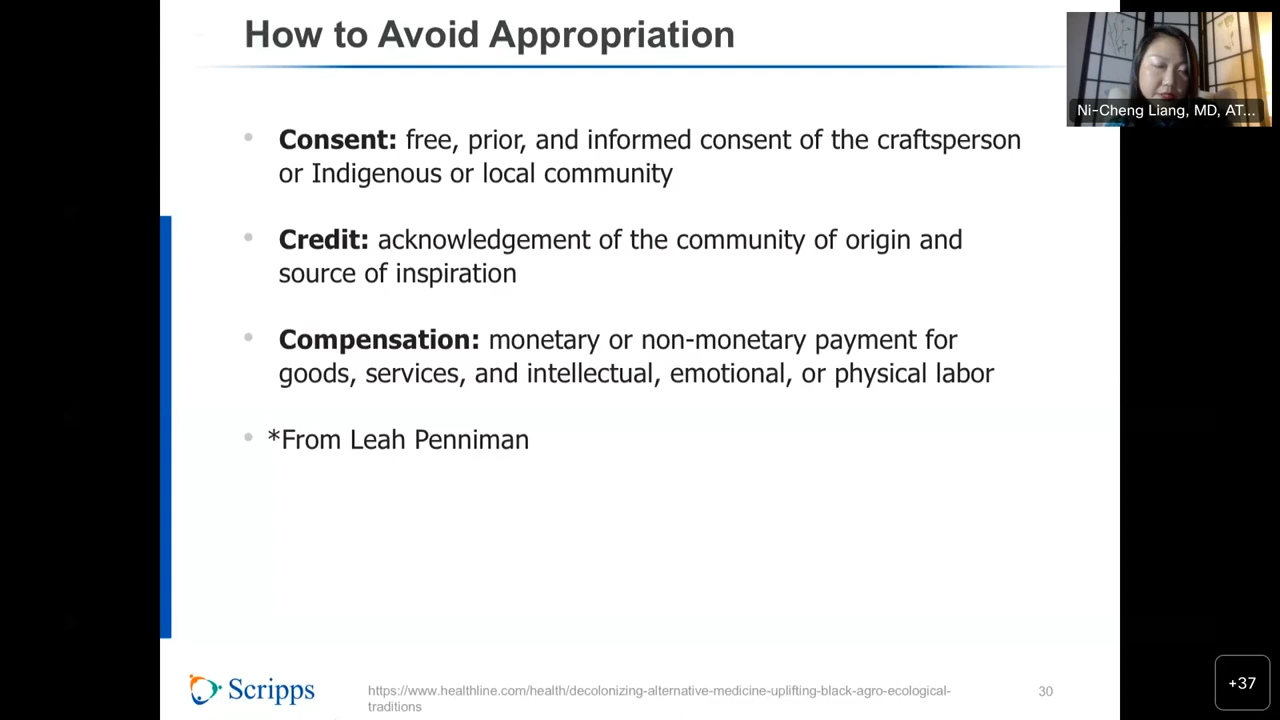 How to Avoid Appropriation
Ni-Cheng Liang, MD, AT...
• Consent: free, prior, and informed consent of the craftsperson
or Indigenous or local community
• Credit: acknowledgement of the community of origin and
source of inspiration
• Compensation: monetary or non-monetary payment for
goods, services, and intellectual, emotional, or physical labor
• *From Leah Penniman
Scripps
https://www.healthline.com/health/decolonizing-alternative-medicine-uplifting-black-agro-ecological-
traditions
30
+37